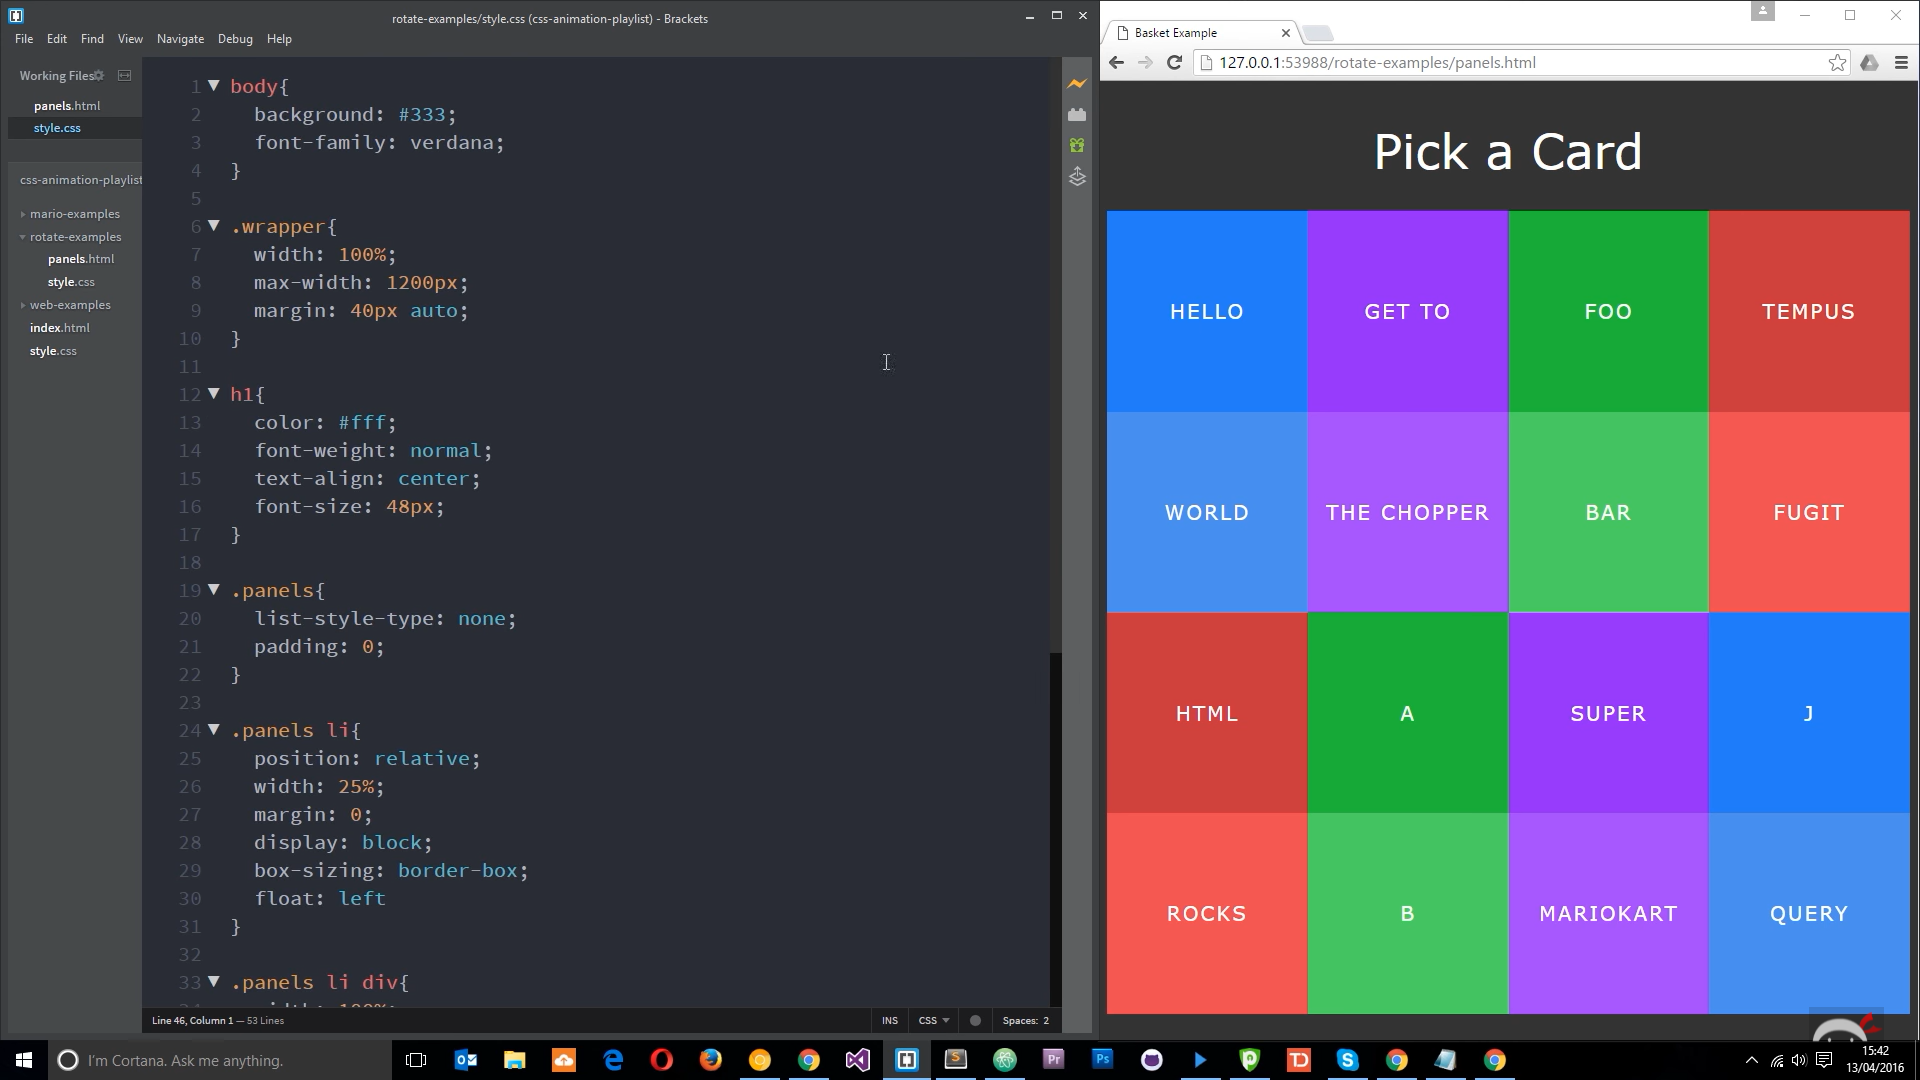 rotate-examples/style.css (css-animation-playlist) - Brackets
File Edit Find View Navigate Debug Help
Working Files
panels.html
style.css
css-animation-playlist
mario-examples
rotate-examples
panels.html
style.css
web-examples
index.html
style.css
1 body{
2 background: #333;
3 font-family: verdana;
4 }
5
6 .wrapper{
7 width: 100%;
8 max-width: 1200px;
9 margin: 40px auto;
10 }
11
12 h1{
13 color: #fff;
14 font-weight: normal;
15 text-align: center;
16 font-size: 48px;
17 }
18
19 .panels{
20 list-style-type: none;
21 padding: 0;
22 }
23
24 .panels li{
25 position: relative;
26 width: 25%;
27 margin: 0;
28 display: block;
29 box-sizing: border-box;
30 float: left
31 }
32
33 .panels li div{
34 width: 100%;
Line 46, Column 1 — 53 Lines
INS CSS Spaces: 2
Basket Example
127.0.0.1:53988/rotate-examples/panels.html
Pick a Card
HELLO GET TO FOO TEMPUS
WORLD THE CHOPPER BAR FUGIT
HTML A SUPER J
ROCKS B MARIOKART QUERY
I'm Cortana. Ask me anything.
Pr Ps TD
15:42
13/04/2016